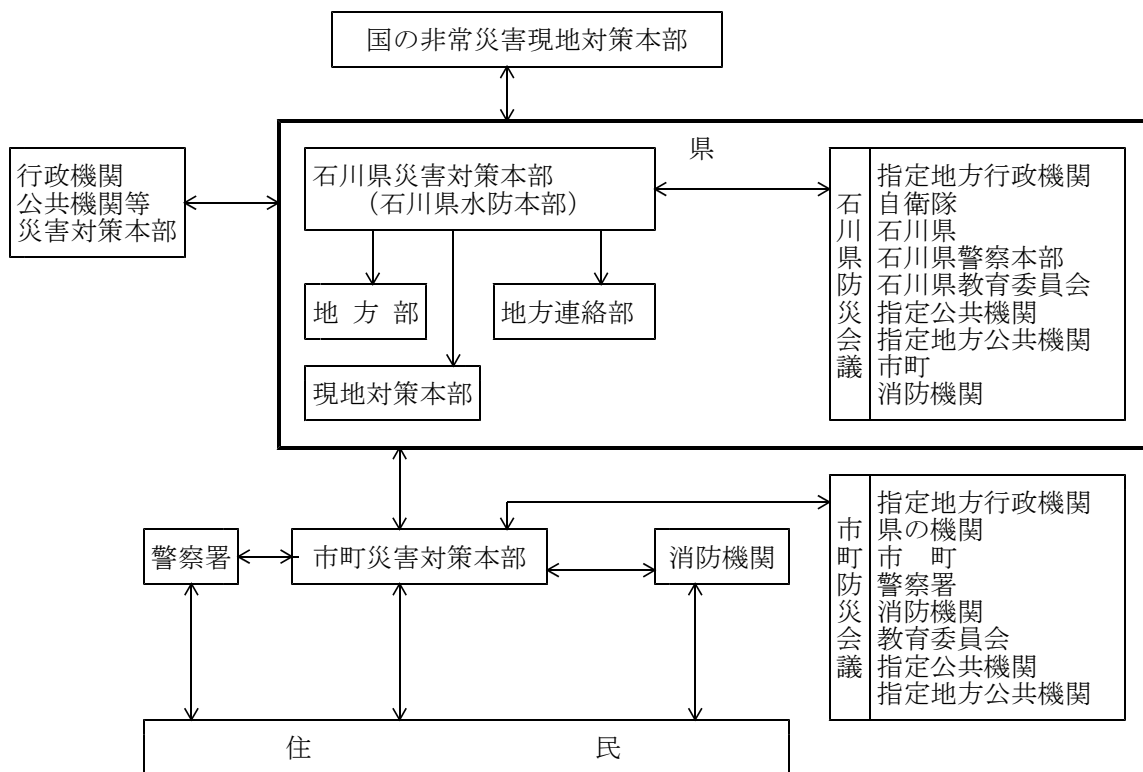 国の非常災害現地対策本部
県
行政機関
公共機関等
災害対策本部
石川県災害対策本部
(石川県水防本部)
地 方 部
地方連絡部
現地対策本部
石川県防災会議
指定地方行政機関
自衛隊
石川県
石川県警察本部
石川県教育委員会
指定公共機関
指定地方公共機関
市町
消防機関
警察署
市町災害対策本部
消防機関
市町防災会議
指定地方行政機関
県の機関
市 町
警察署
消防機関
教育委員会
指定公共機関
指定地方公共機関
住 民